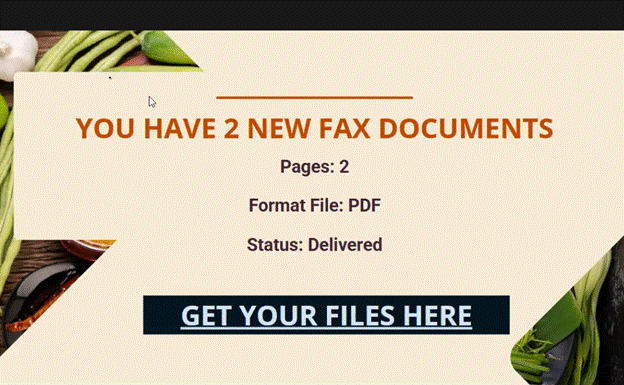 YOU HAVE 2 NEW FAX DOCUMENTS
Pages: 2
Format File: PDF
Status: Delivered
GET YOUR FILES HERE